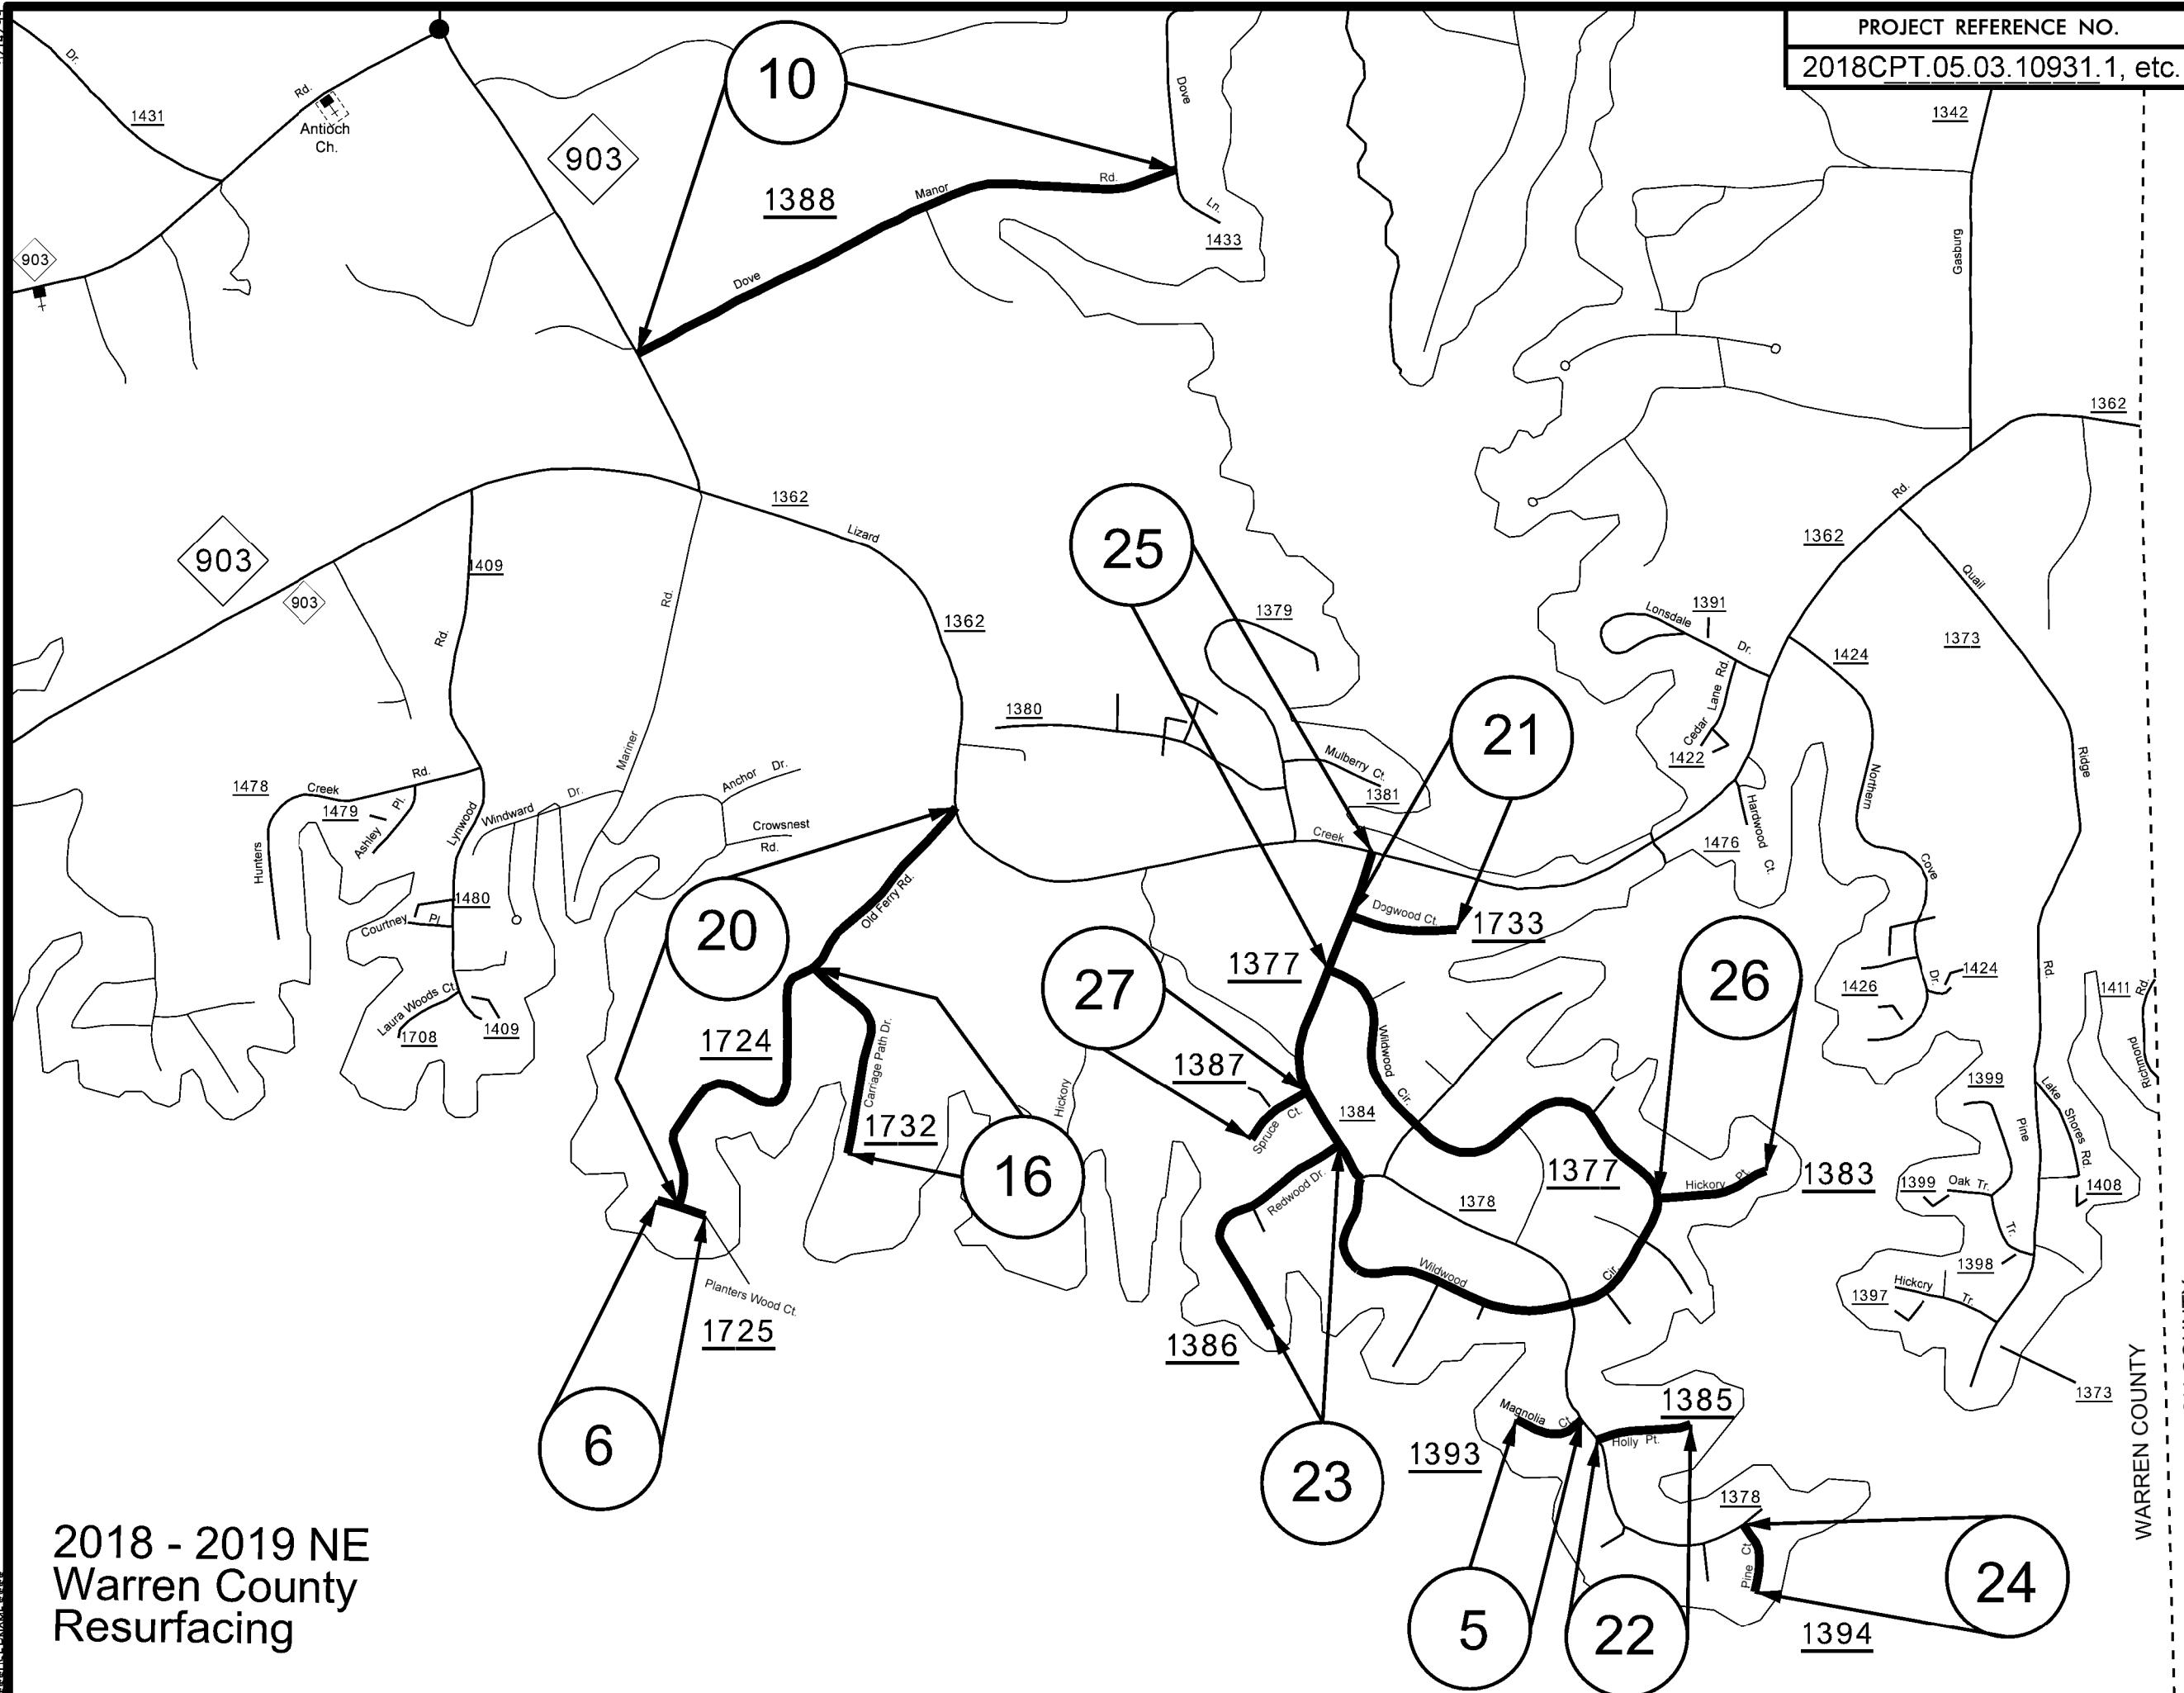 PROJECT REFERENCE NO.
2018CPT.05.03.10931.1, etc.
Dr.
1431
Rd.
Antioch
Ch.
903
10
903
1388
Manor
Rd.
Dove
Dove
Ln.
1433
1342
Gasburg
1362
903
903
1409
Rd.
1362
Lizard
1362
Rd.
25
1379
1380
21
Mulberry Ct.
1381
Creek
Rd.
1362
Quail
1373
Lonsdale
1391
Dr.
1424
Cedar Lane Rd.
1422
Northern
Ridge
Hardwood Ct.
1476
Cove
1478
Creek
Rd.
1479
Ashley Pl.
Hunters
Lynwood
Windward Dr.
Mariner
Anchor Dr.
Crowsnest
Rd.
1480
Courtney Pl.
Laura Woods Ct.
1708
1409
20
Old Ferry Rd.
1724
Carriage Path Dr.
1732
16
Hickory
27
1377
Dogwood Ct.
1733
26
1387
Spruce Ct.
1384
Wildwood Cir.
1377
Hickory Pt.
1383
1426
Dr.
1424
Rd.
1411
Rd.
Richmond
1399
Pine
Lake Shores Rd.
1399
Oak Tr.
1408
Tr.
1398
Hickory Tr.
1397
1373
Redwood Dr.
1378
Wildwood
Cir.
1386
Planters Wood Ct.
1725
6
23
1385
Magnolia Ct.
Holly Pt.
1393
1378
Pine Ct.
24
1394
5
22
WARREN COUNTY
2018 - 2019 NE
Warren County
Resurfacing